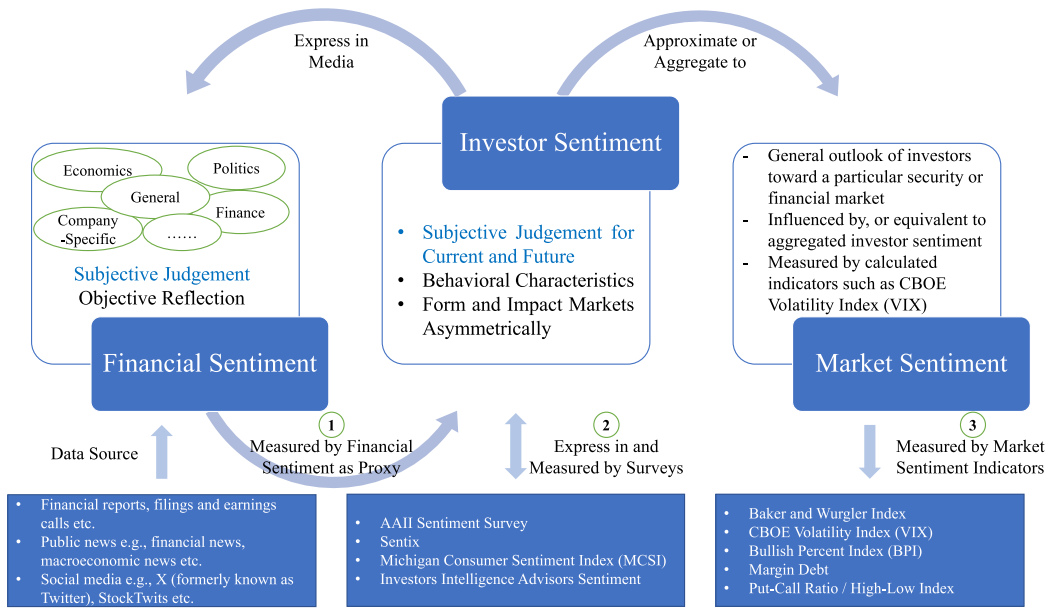 Express in
Media
Approximate or
Aggregate to
Investor Sentiment
Economics
Politics
General
Finance
Company
-Specific
……
Subjective Judgement
Objective Reflection
Financial Sentiment
• Subjective Judgement for
Current and Future
• Behavioral Characteristics
• Form and Impact Markets
Asymmetrically
- General outlook of investors
toward a particular security or
financial market
- Influenced by, or equivalent to
aggregated investor sentiment
- Measured by calculated
indicators such as CBOE
Volatility Index (VIX)
Market Sentiment
Data Source
1
Measured by Financial
Sentiment as Proxy
2
Express in and
Measured by Surveys
3
Measured by Market
Sentiment Indicators
• Financial reports, filings and earnings
calls etc.
• Public news e.g., financial news,
macroeconomic news etc.
• Social media e.g., X (formerly known as
Twitter), StockTwits etc.
• AAII Sentiment Survey
• Sentix
• Michigan Consumer Sentiment Index (MCSI)
• Investors Intelligence Advisors Sentiment
• Baker and Wurgler Index
• CBOE Volatility Index (VIX)
• Bullish Percent Index (BPI)
• Margin Debt
• Put-Call Ratio / High-Low Index